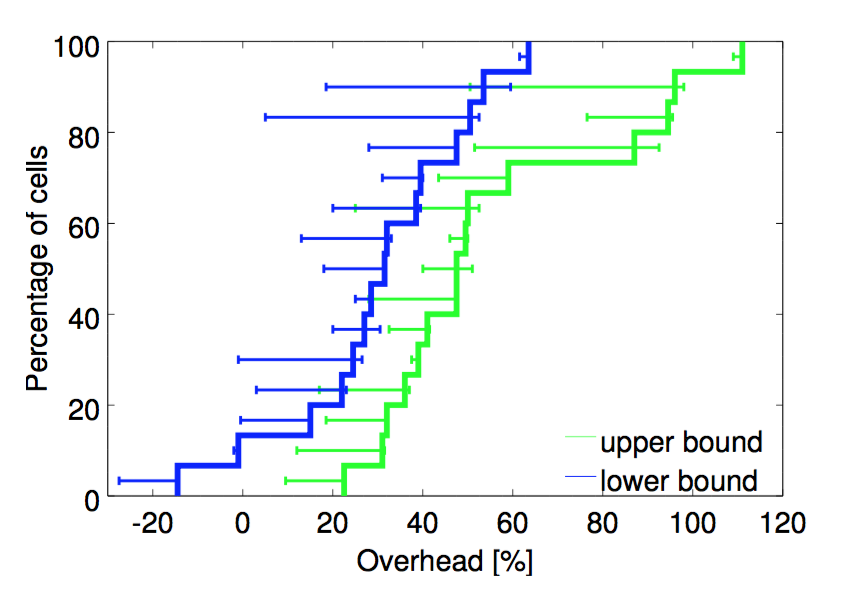 100
80
60
40
20
0
Percentage of cells
-20 0 20 40 60 80 100 120
Overhead [%]
upper bound
lower bound